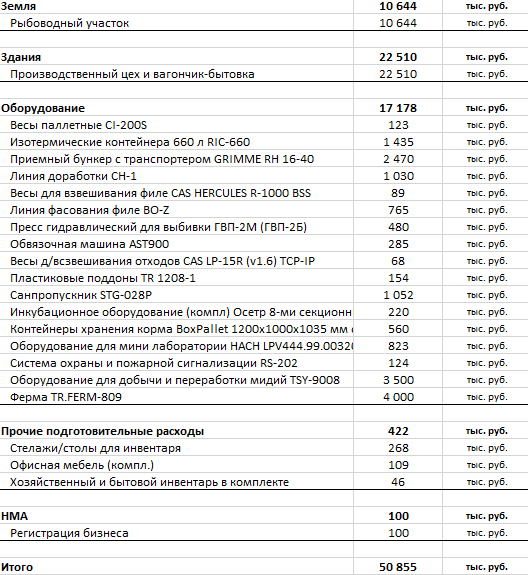 Земля 10 644 тыс. руб.
Рыбоводный участок 10 644 тыс. руб.
Здания 22 510 тыс. руб.
Производственный цех и вагончик-бытовка 22 510 тыс. руб.
Оборудование 17 178 тыс. руб.
Весы паллетные CI-200S 123 тыс. руб.
Изотермические контейнера 660 л RIC-660 1 435 тыс. руб.
Приемный бункер с транспортером GRIMME RH 16-40 2 470 тыс. руб.
Линия доработки СН-1 1 030 тыс. руб.
Весы для взвешивания филе CAS HERCULES R-1000 BSS 89 тыс. руб.
Линия фасования филе BO-Z 765 тыс. руб.
Пресс гидравлический для выбивки ГВП-2М (ГВП-2Б) 480 тыс. руб.
Обвязочная машина AST900 285 тыс. руб.
Весы д/всзвешивания отходов CAS LP-15R (v1.6) TCP-IP 68 тыс. руб.
Пластиковые поддоны TR 1208-1 154 тыс. руб.
Санпропускник STG-028P 1 052 тыс. руб.
Инкубационное оборудование (компл) Осетр 8-ми секционн 220 тыс. руб.
Контейнеры хранения корма BoxPallet 1200x1000x1035 мм 560 тыс. руб.
Оборудование для мини лаборатории HACH LPV444.99.0032 823 тыс. руб.
Система охраны и пожарной сигнализации RS-202 124 тыс. руб.
Оборудование для добычи и переработки мидий TSY-9008 3 500 тыс. руб.
Ферма TR.FERM-809 4 000 тыс. руб.
Прочие подготовительные расходы 422 тыс. руб.
Стелажи/столы для инвентаря 268 тыс. руб.
Офисная мебель (компл.) 109 тыс. руб.
Хозяйственный и бытовой инвентарь в комплекте 46 тыс. руб.
НМА 100 тыс. руб.
Регистрация бизнеса 100 тыс. руб.
Итого 50 855 тыс. руб.